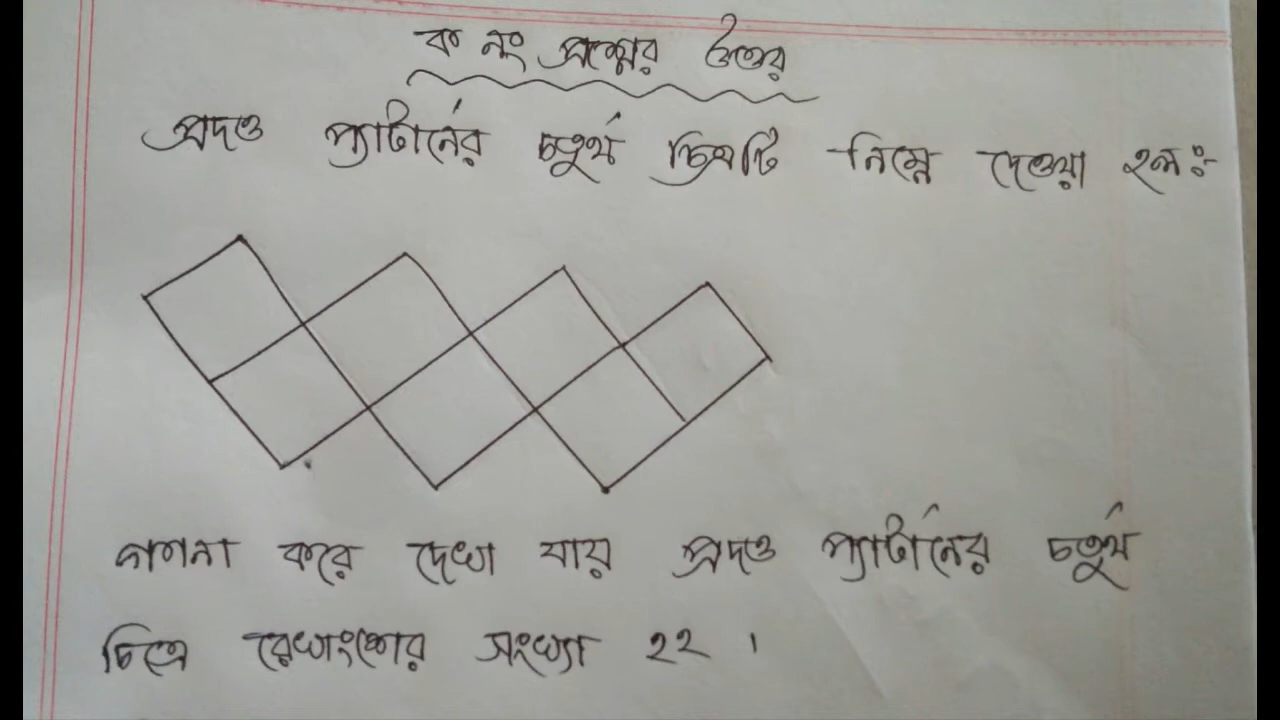 ক নং প্রশ্নের উত্তর
প্রদত্ত প্যাটার্নের চতুর্থ চিত্রটি নিম্নে দেওয়া হল:-
গণনা করে দেখা যায় প্রদত্ত প্যাটার্নের চতুর্থ
চিত্রে রেখাংশের সংখ্যা ২২ ।